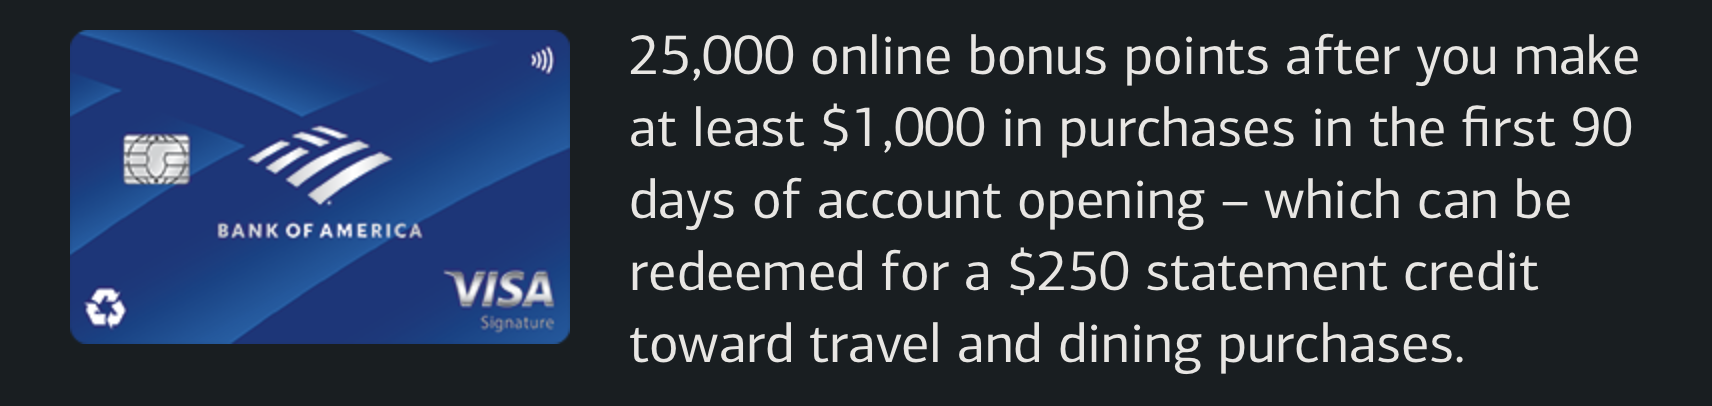 BANK OF AMERICA
VISA
Signature
25,000 online bonus points after you make
at least $1,000 in purchases in the first 90
days of account opening – which can be
redeemed for a $250 statement credit
toward travel and dining purchases.